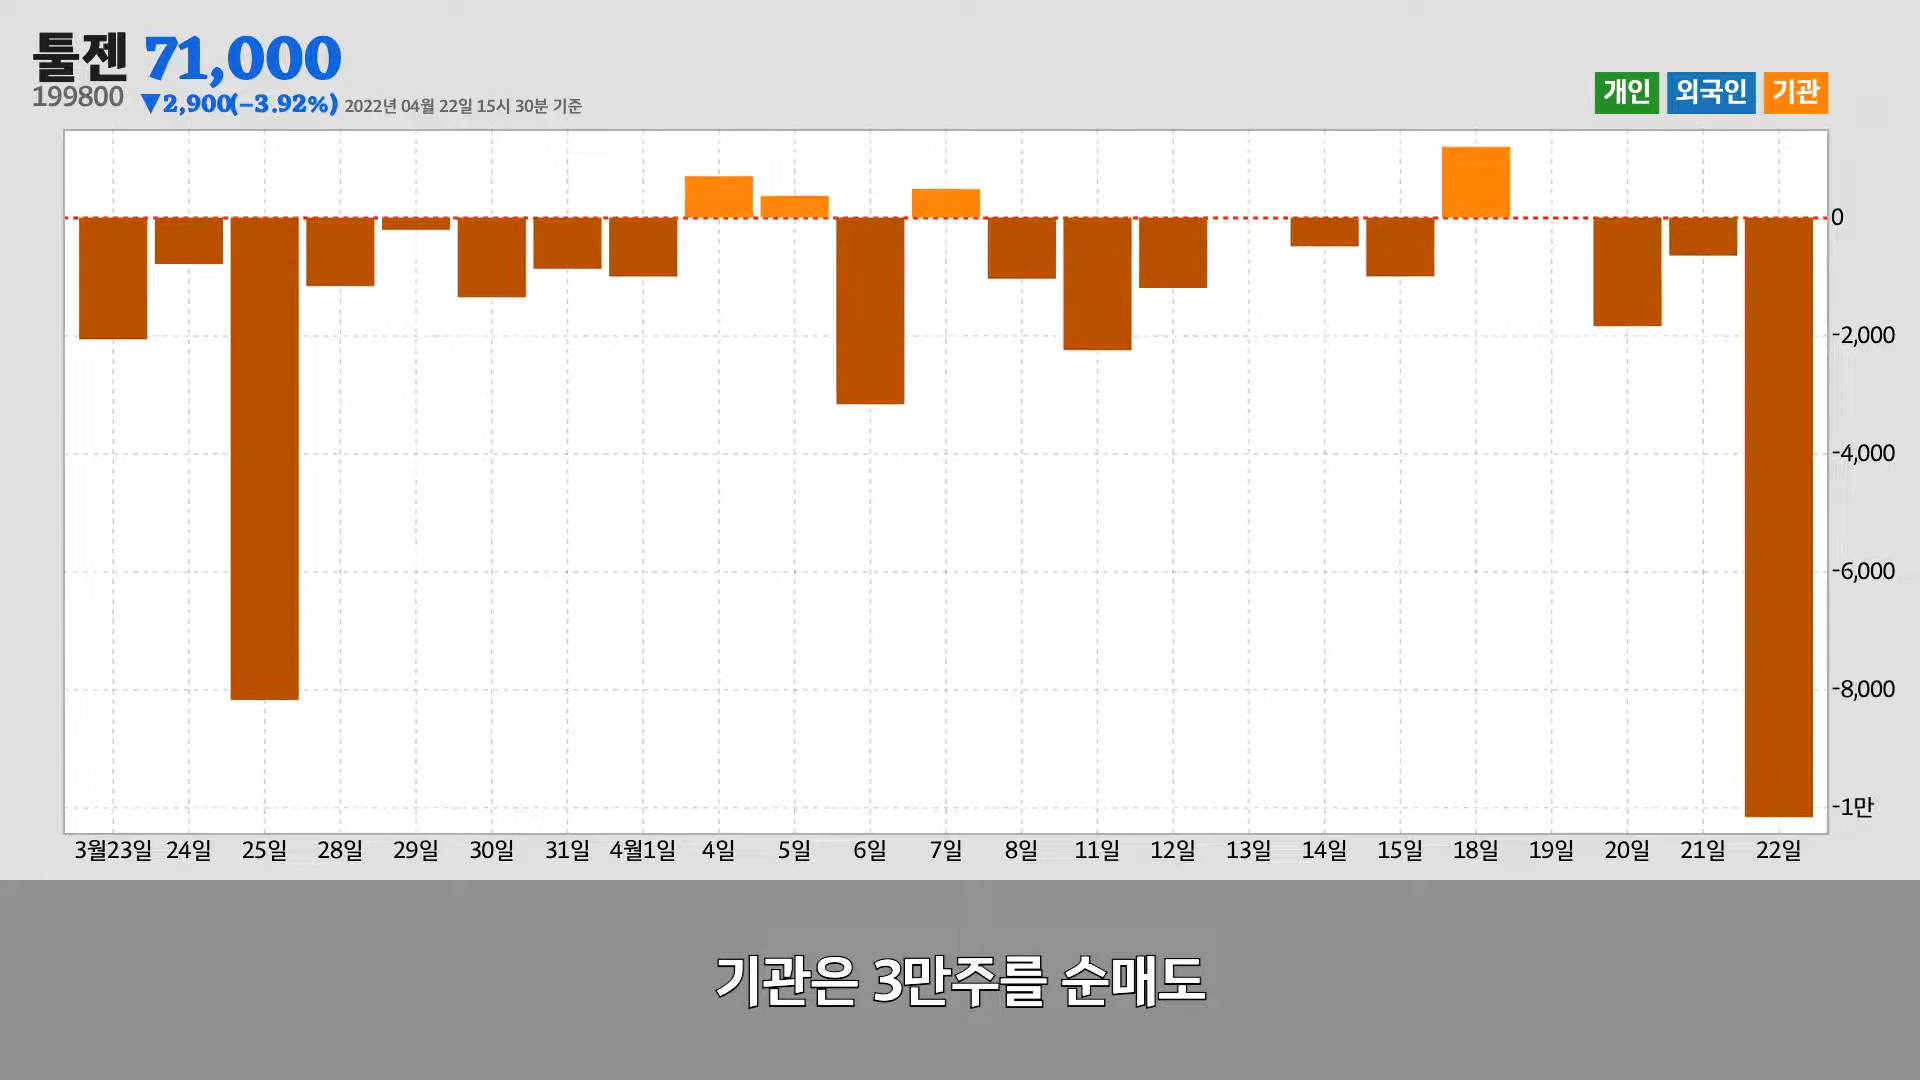 툴젠 71,000
199800 ▼2,900(−3.92%) 2022년 04월 22일 15시 30분 기준
개인 외국인 기관
0
-2,000
-4,000
-6,000
-8,000
-1만
3월23일 24일 25일 28일 29일 30일 31일 4월1일 4일 5일 6일 7일 8일 11일 12일 13일 14일 15일 18일 19일 20일 21일 22일
기관은 3만주를 순매도